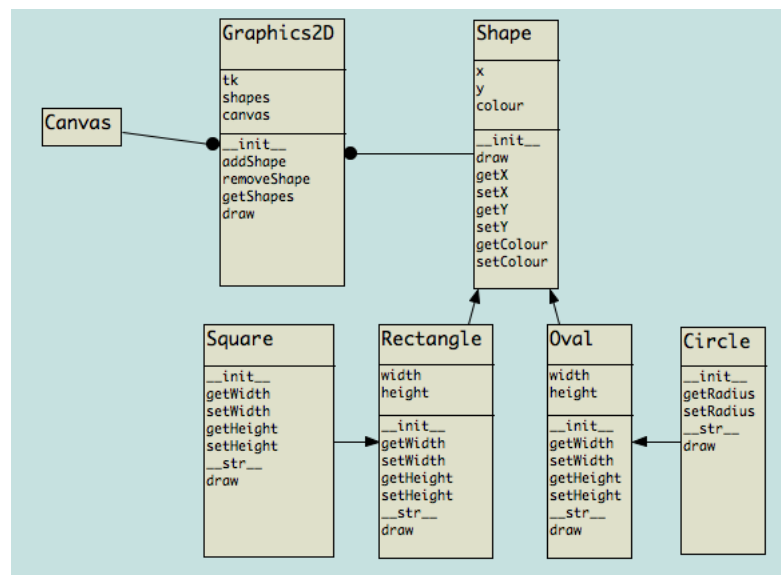 Canvas
Graphics2D
tk
shapes
canvas
__init__
addShape
removeShape
getShapes
draw
Shape
x
y
colour
__init__
draw
getX
setX
getY
setY
getColour
setColour
Square
__init__
getWidth
setWidth
getHeight
setHeight
__str__
draw
Rectangle
width
height
__init__
getWidth
setWidth
getHeight
setHeight
__str__
draw
Oval
width
height
__init__
getWidth
setWidth
getHeight
setHeight
__str__
draw
Circle
__init__
getRadius
setRadius
__str__
draw